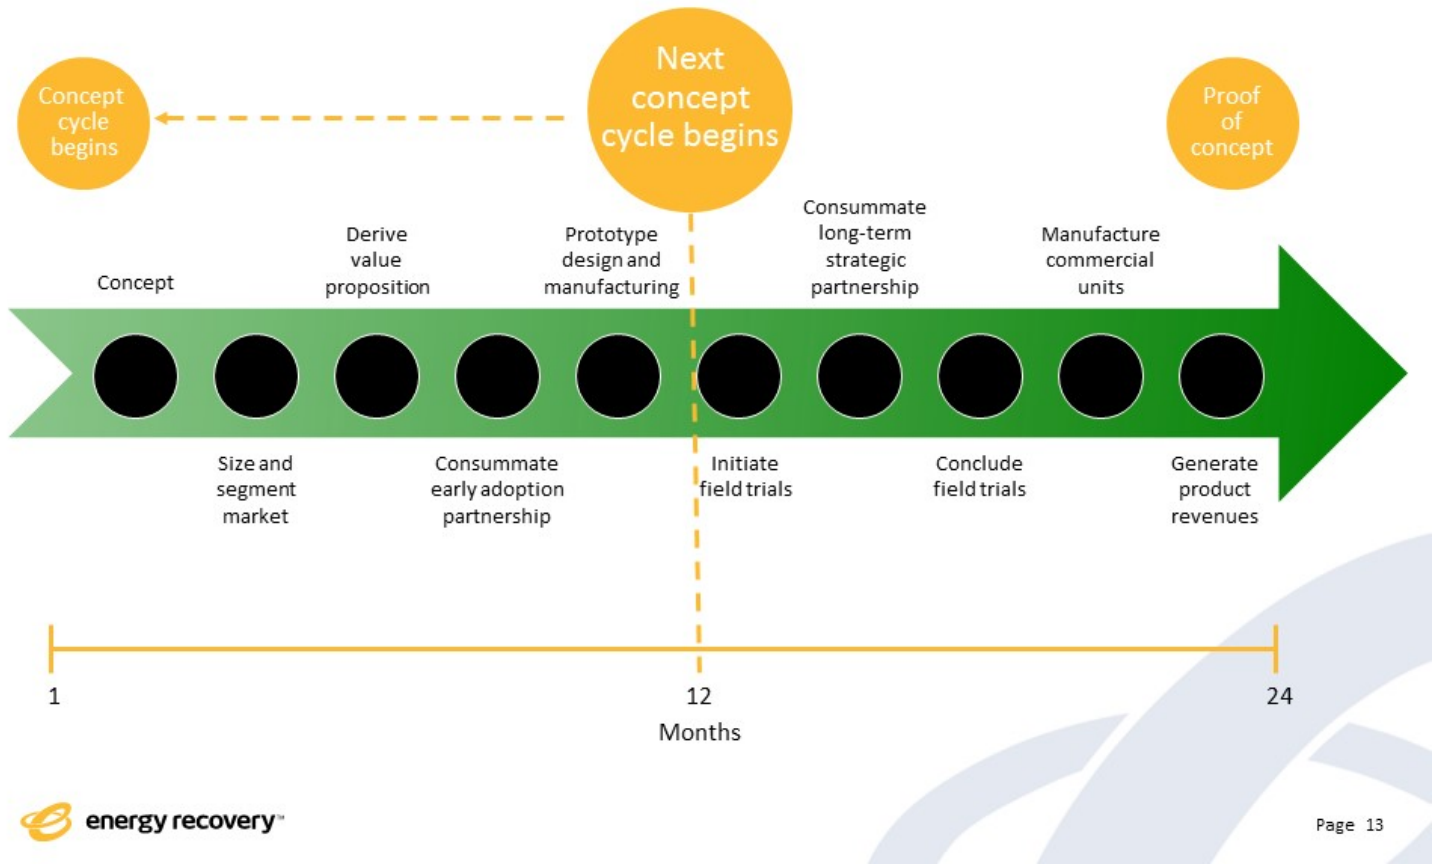 Concept
cycle
begins
Next
concept
cycle begins
Proof
of
concept
Concept
Size and
segment
market
Derive
value
proposition
Consummate
early adoption
partnership
Prototype
design and
manufacturing
Initiate
field trials
Consummate
long-term
strategic
partnership
Conclude
field trials
Manufacture
commercial
units
Generate
product
revenues
1
12
24
Months
energy recovery™
Page 13